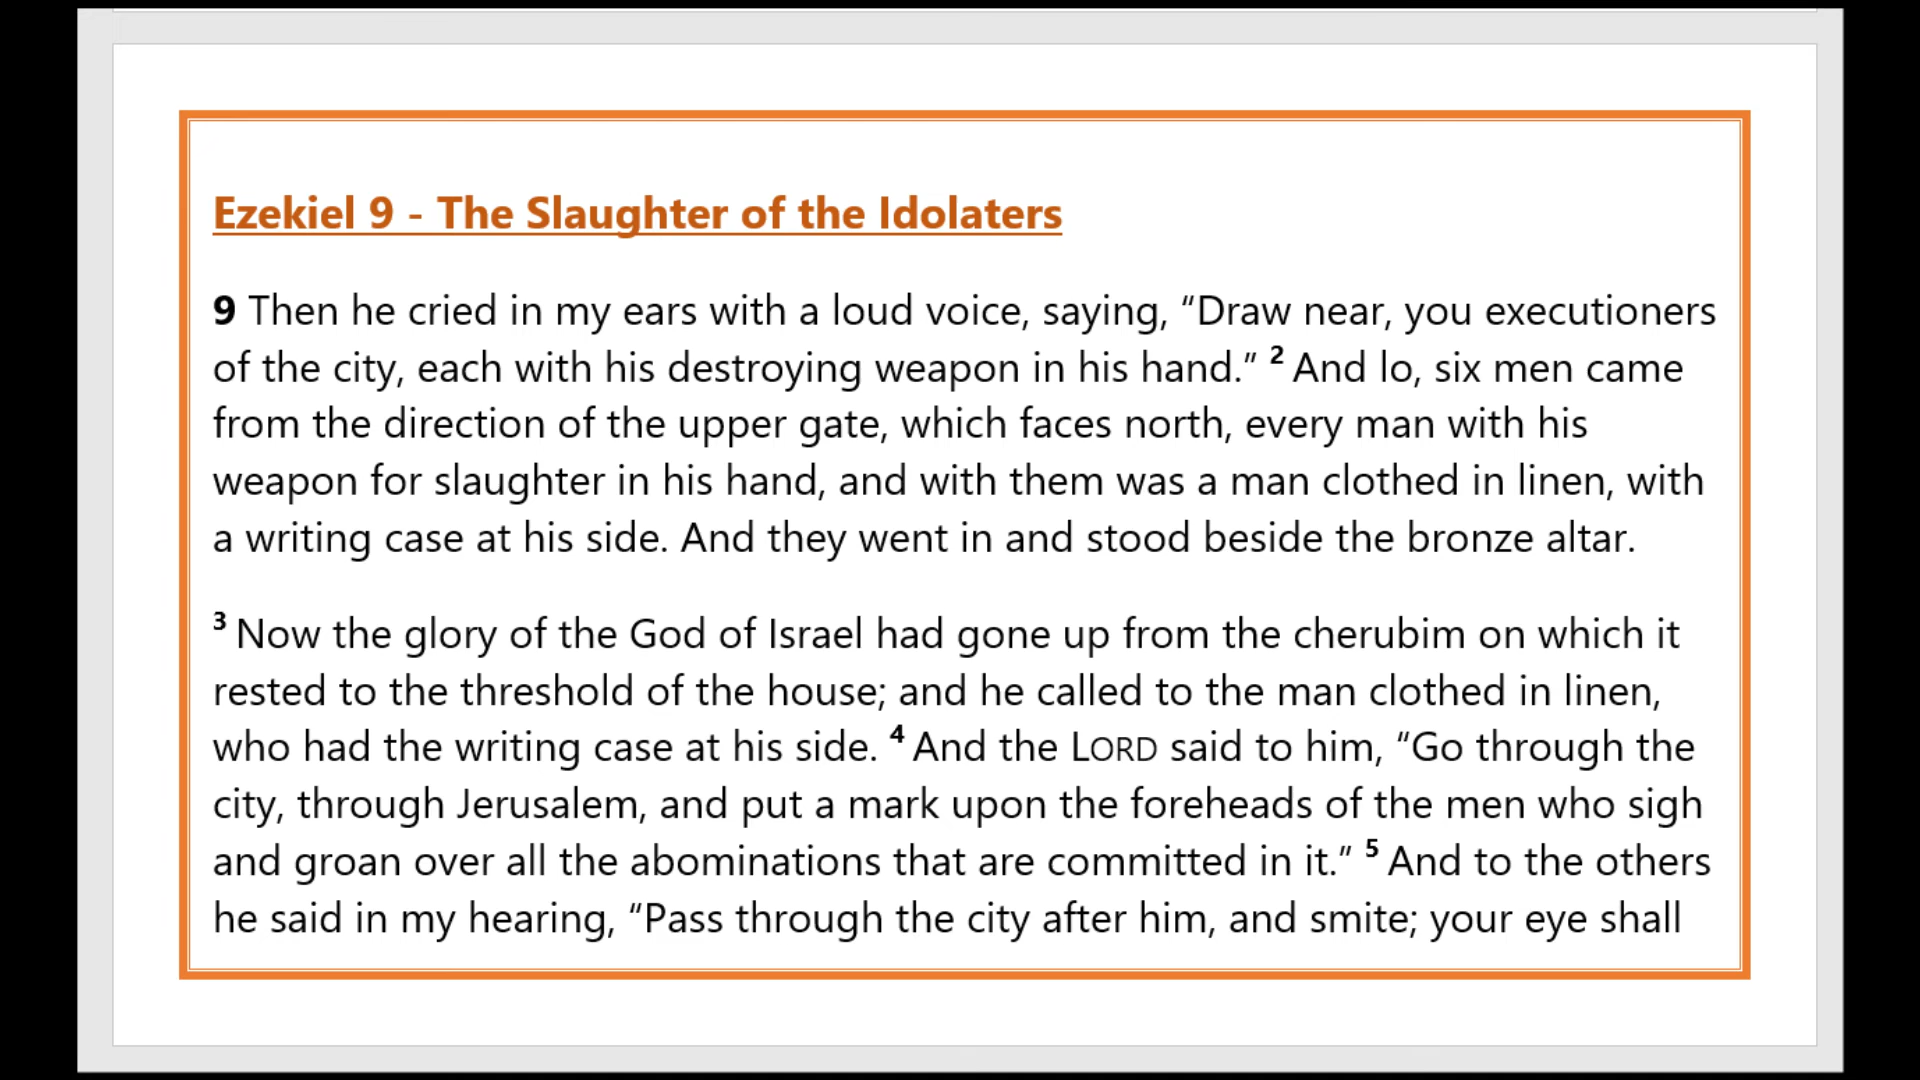 Ezekiel 9 - The Slaughter of the Idolaters
9 Then he cried in my ears with a loud voice, saying, “Draw near, you executioners
of the city, each with his destroying weapon in his hand.” 2 And lo, six men came
from the direction of the upper gate, which faces north, every man with his
weapon for slaughter in his hand, and with them was a man clothed in linen, with
a writing case at his side. And they went in and stood beside the bronze altar.
3 Now the glory of the God of Israel had gone up from the cherubim on which it
rested to the threshold of the house; and he called to the man clothed in linen,
who had the writing case at his side. 4 And the LORD said to him, “Go through the
city, through Jerusalem, and put a mark upon the foreheads of the men who sigh
and groan over all the abominations that are committed in it.” 5 And to the others
he said in my hearing, “Pass through the city after him, and smite; your eye shall